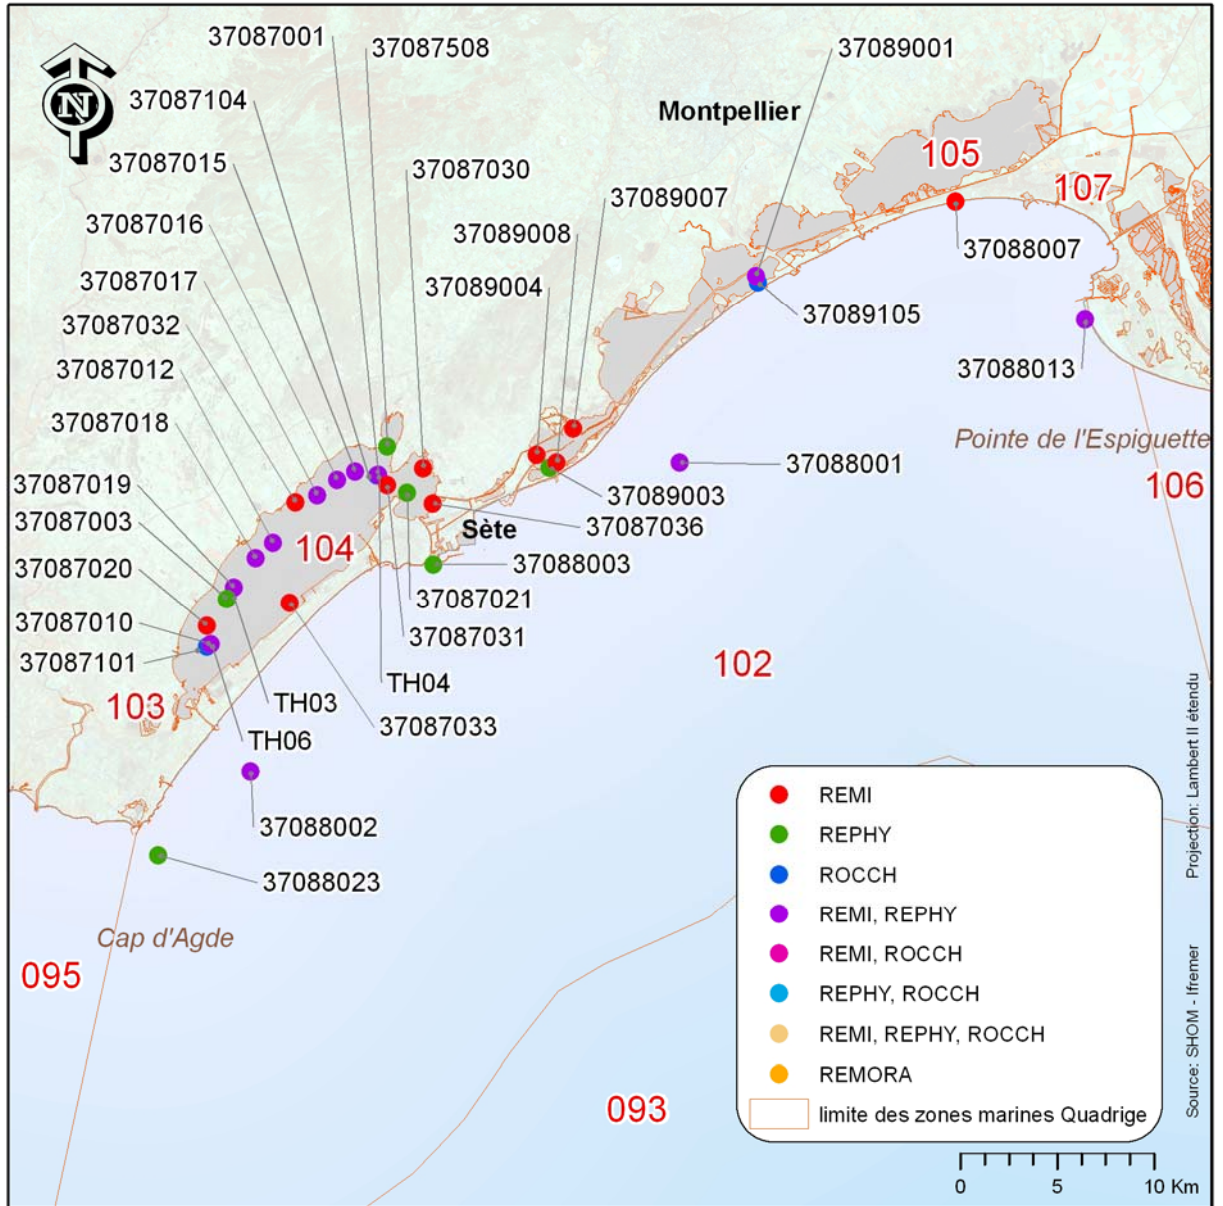 37087001
37087508
37089001
N
37087104
Montpellier
37087015
37087030
105
107
37087016
37089007
37089008
37088007
37087017
37089004
37087032
37089105
37087012
37088013
37087018
Pointe de l'Espiguette
37088001
37087019
106
37089003
37087003
Sète
37087036
104
37087020
37088003
37087021
37087010
37087031
37087101
102
TH04
103
TH03
37087033
TH06
37088002
37088023
Cap d'Agde
095
093
REMI
REPHY
ROCCH
REMI, REPHY
REMI, ROCCH
REPHY, ROCCH
REMI, REPHY, ROCCH
REMORA
limite des zones marines Quadrige
0 5 10 Km
Projection: Lambert II étendu
Source: SHOM - Ifremer